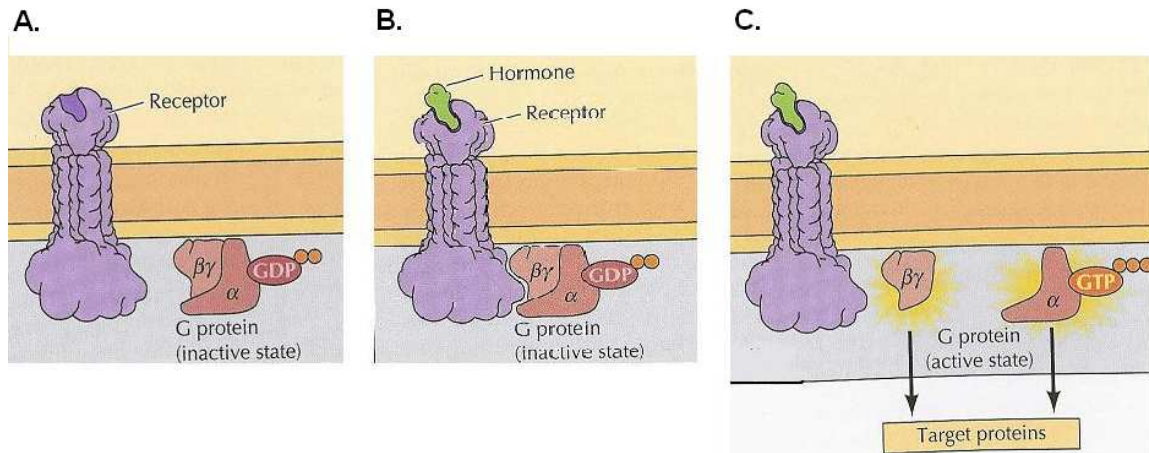 A.
B.
C.
Receptor
βγ
α
GDP
G protein
(inactive state)
Hormone
Receptor
βγ
α
GDP
G protein
(inactive state)
βγ
α
GTP
G protein
(active state)
Target proteins